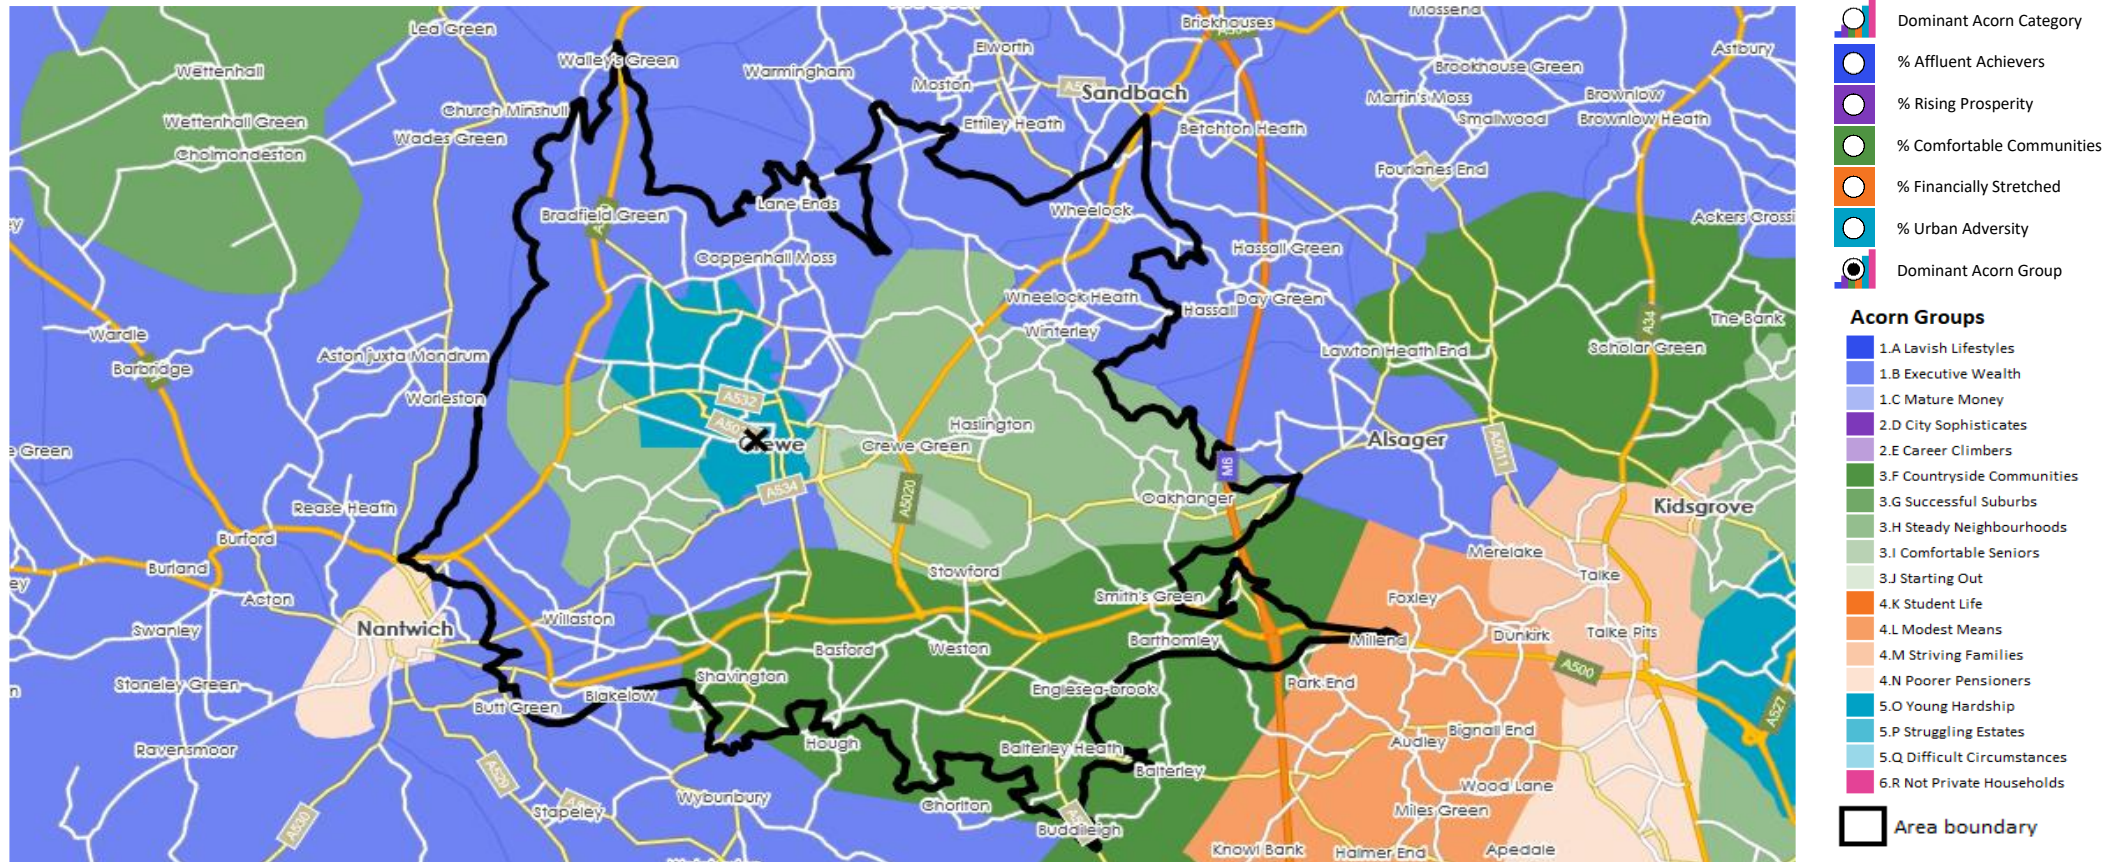 Lea Green
Brickhouses
Mossend
Dominant Acorn Category
Wettenhall
Walley's Green
Warmingham
Elworth
Moston
Sandbach
Brookhouse Green
Astbury
% Affluent Achievers
Wettenhall Green
Church Minshull
Wades Green
Ettiley Heath
Betchton Heath
Martin's Moss
Smallwood
Brownlow
Brownlow Heath
% Rising Prosperity
Cholmondeston
Fourlanes End
% Comfortable Communities
Bradfield Green
Lane Ends
Wheelock
% Financially Stretched
Coppenhall Moss
Hassall Green
% Urban Adversity
Wheelock Heath
Hassall
Day Green
Dominant Acorn Group
Wardle
Winterley
A34
The Bank
Acorn Groups
Barbridge
Aston juxta Mondrum
Lawton Heath End
Scholar Green
1.A Lavish Lifestyles
1.B Executive Wealth
Worleston
A532
1.C Mature Money
Haslington
2.D City Sophisticates
e Green
Crewe
Crewe Green
Alsager
A5011
2.E Career Climbers
A534
A5020
M6
Oakhanger
3.F Countryside Communities
Rease Heath
Kidsgrove
3.G Successful Suburbs
Burford
3.H Steady Neighbourhoods
Burland
Stowford
Merelake
3.I Comfortable Seniors
Acton
Smith's Green
Foxley
Talke
3.J Starting Out
Swanley
Nantwich
Willaston
4.K Student Life
Basford
Weston
Barthomley
Millend
Dunkirk
Talke Pits
4.L Modest Means
Stoneley Green
Shavington
Englesea-brook
Park End
A500
4.M Striving Families
Butt Green
Blakelow
4.N Poorer Pensioners
A527
5.O Young Hardship
Ravensmoor
Hough
Balterley Heath
Audley
Bignall End
5.P Struggling Estates
A529
Balterley
5.Q Difficult Circumstances
Wybunbury
Chorlton
Wood Lane
6.R Not Private Households
A530
Stapeley
Buddileigh
Miles Green
Area boundary
Knowl Bank
Halmer End
Apedale